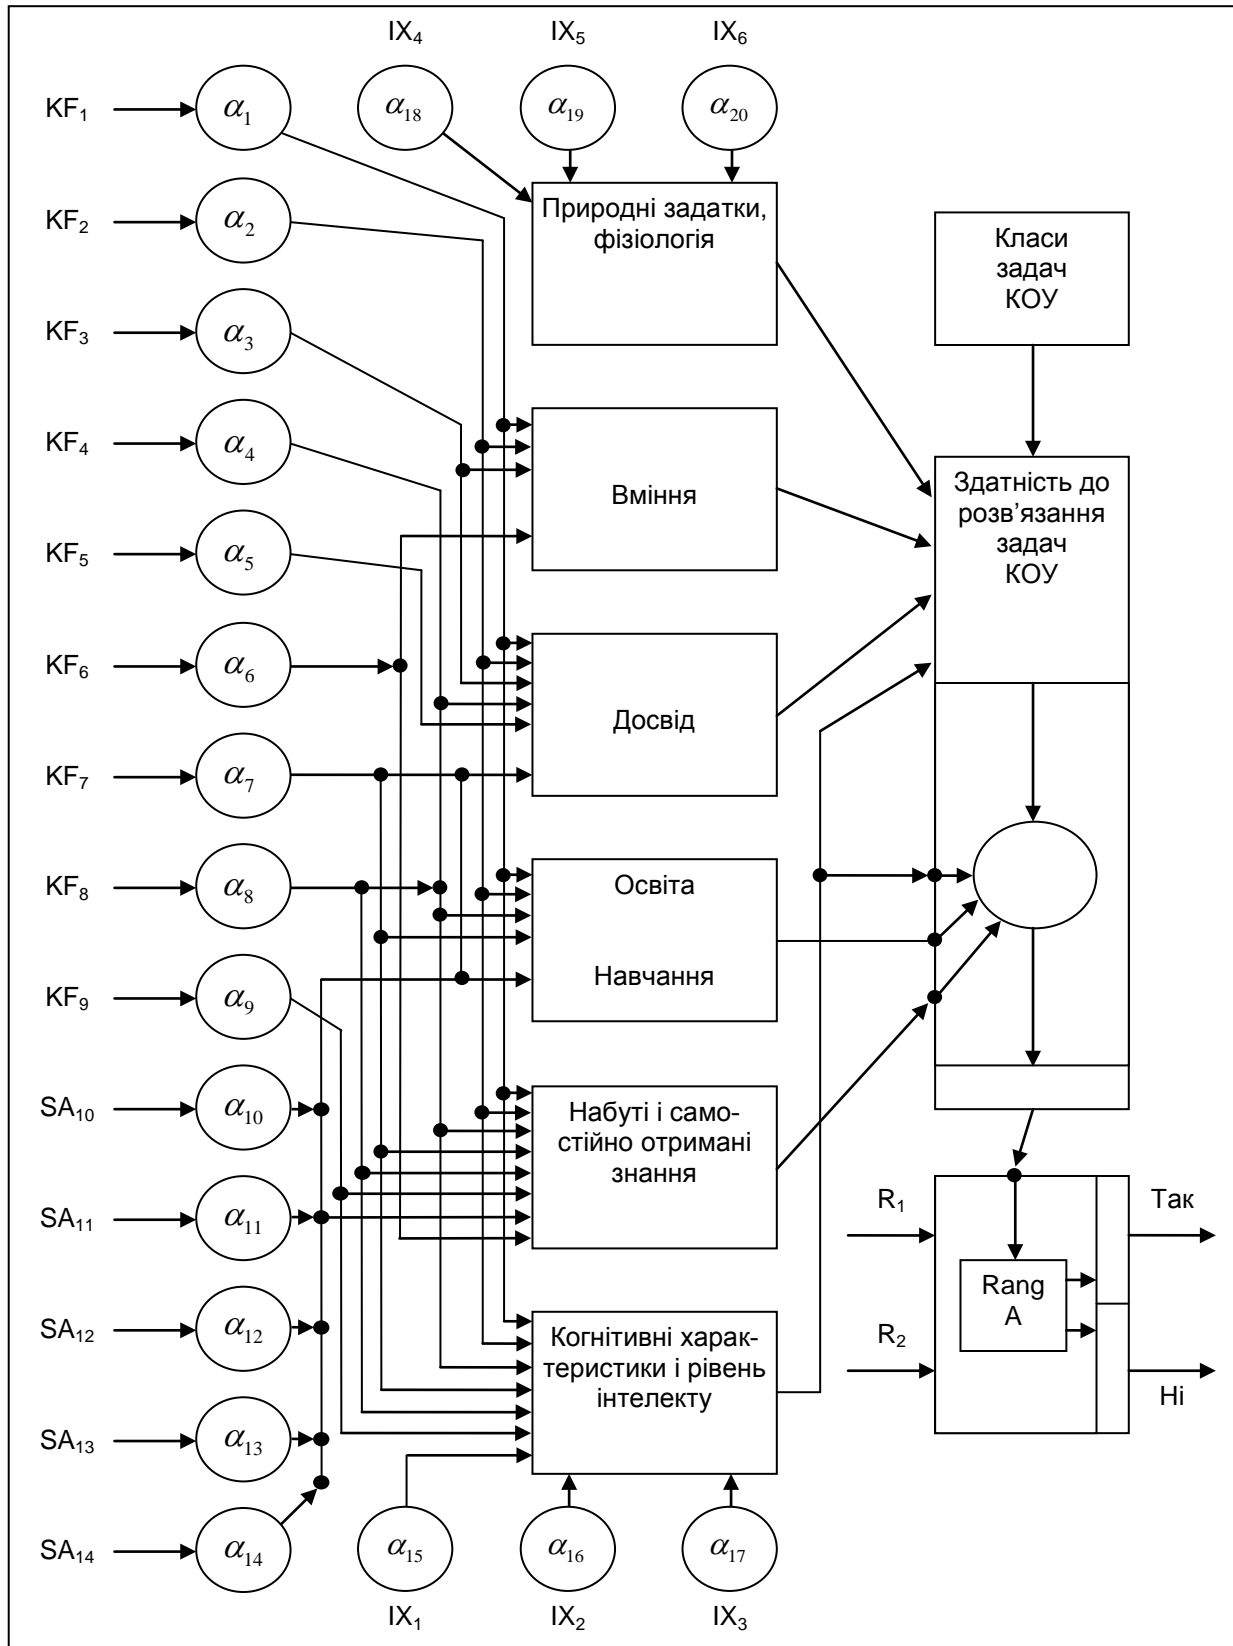 IX₄ IX₅ IX₆
KF₁ α₁ α₁₈ α₁₉ α₂₀
KF₂ α₂
Природні задатки,
фізіологія
Класи
задач
КОУ
KF₃ α₃
KF₄ α₄
Вміння
Здатність до
розв'язання
задач
КОУ
KF₅ α₅
KF₆ α₆
Досвід
KF₇ α₇
KF₈ α₈
Освіта
Навчання
KF₉ α₉
SA₁₀ α₁₀
Набуті і само-
стійно отримані
знання
SA₁₁ α₁₁
R₁ Так
Rang
A
SA₁₂ α₁₂
Когнітивні харак-
теристики і рівень
інтелекту
R₂ Ні
SA₁₃ α₁₃
SA₁₄ α₁₄ α₁₅ α₁₆ α₁₇
IX₁ IX₂ IX₃